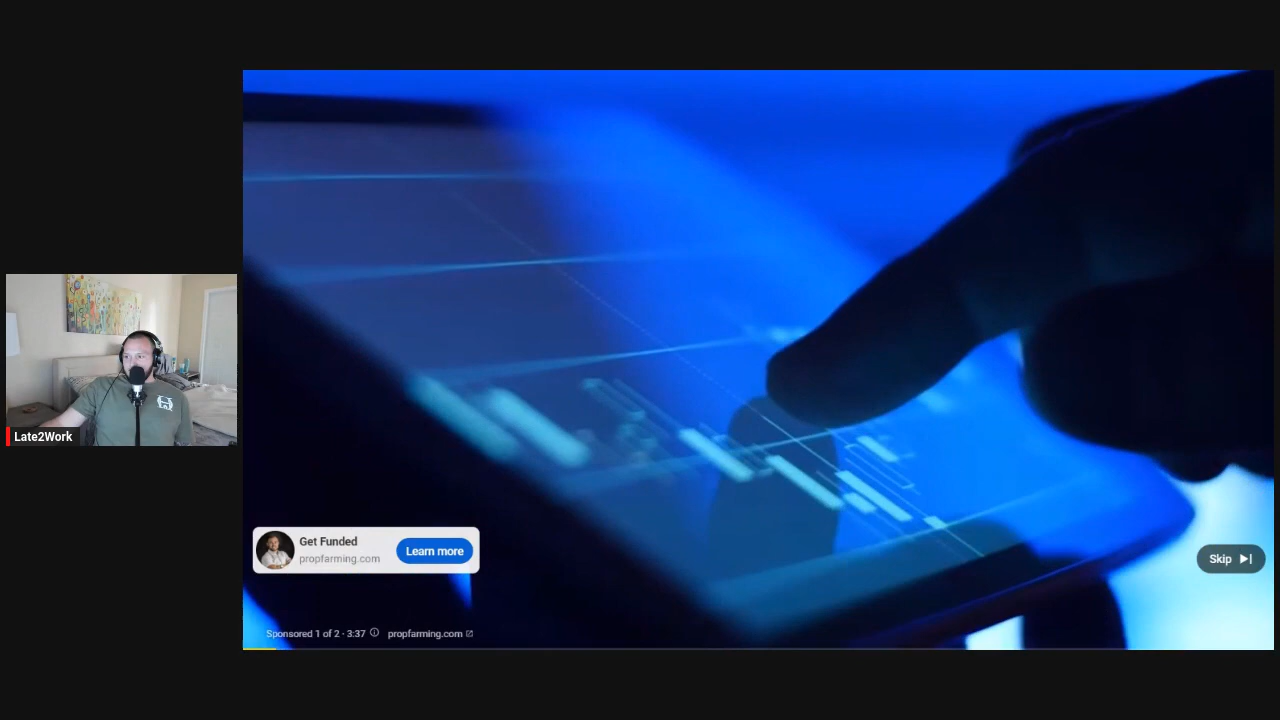 Late2Work
Get Funded
propfarming.com
Learn more
Skip
Sponsored 1 of 2 · 3:37
propfarming.com